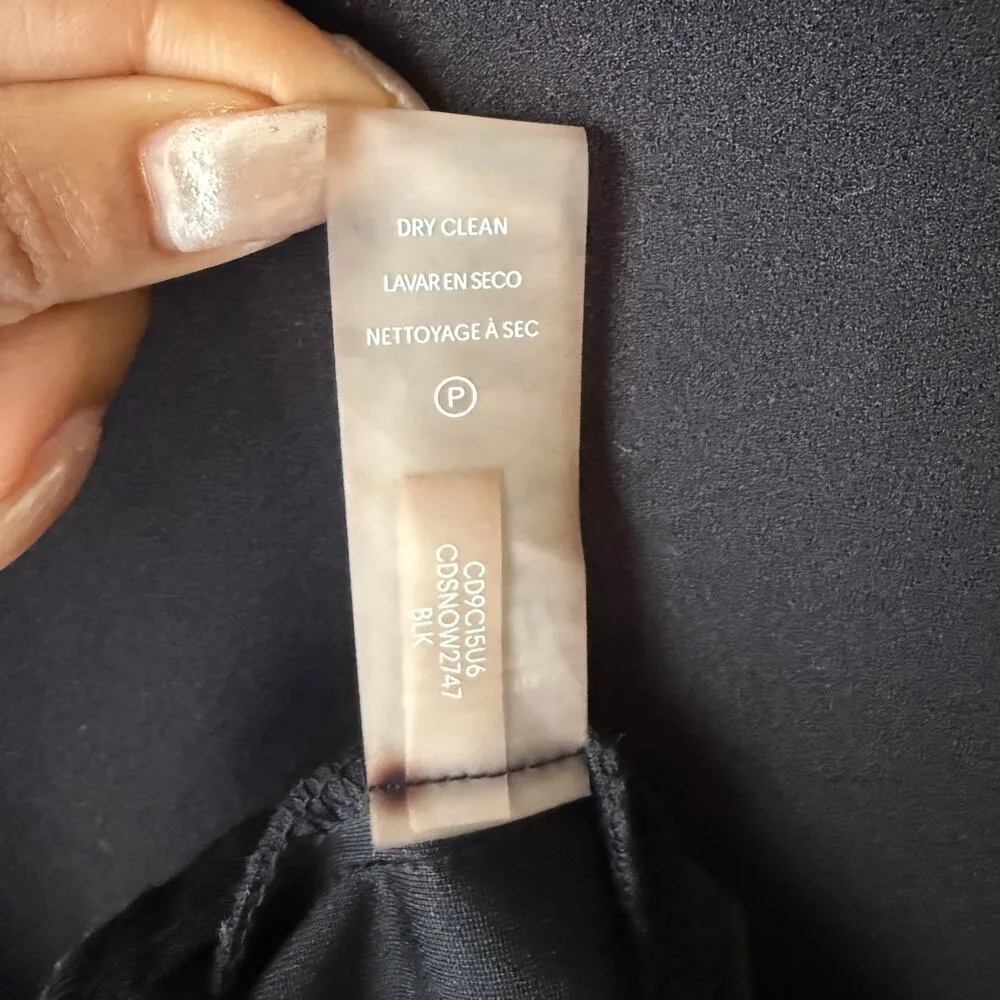 DRY CLEAN
LAVAR EN SECO
NETTOYAGE À SEC
P
CD9C15U6
CDSNOW2747
BLK